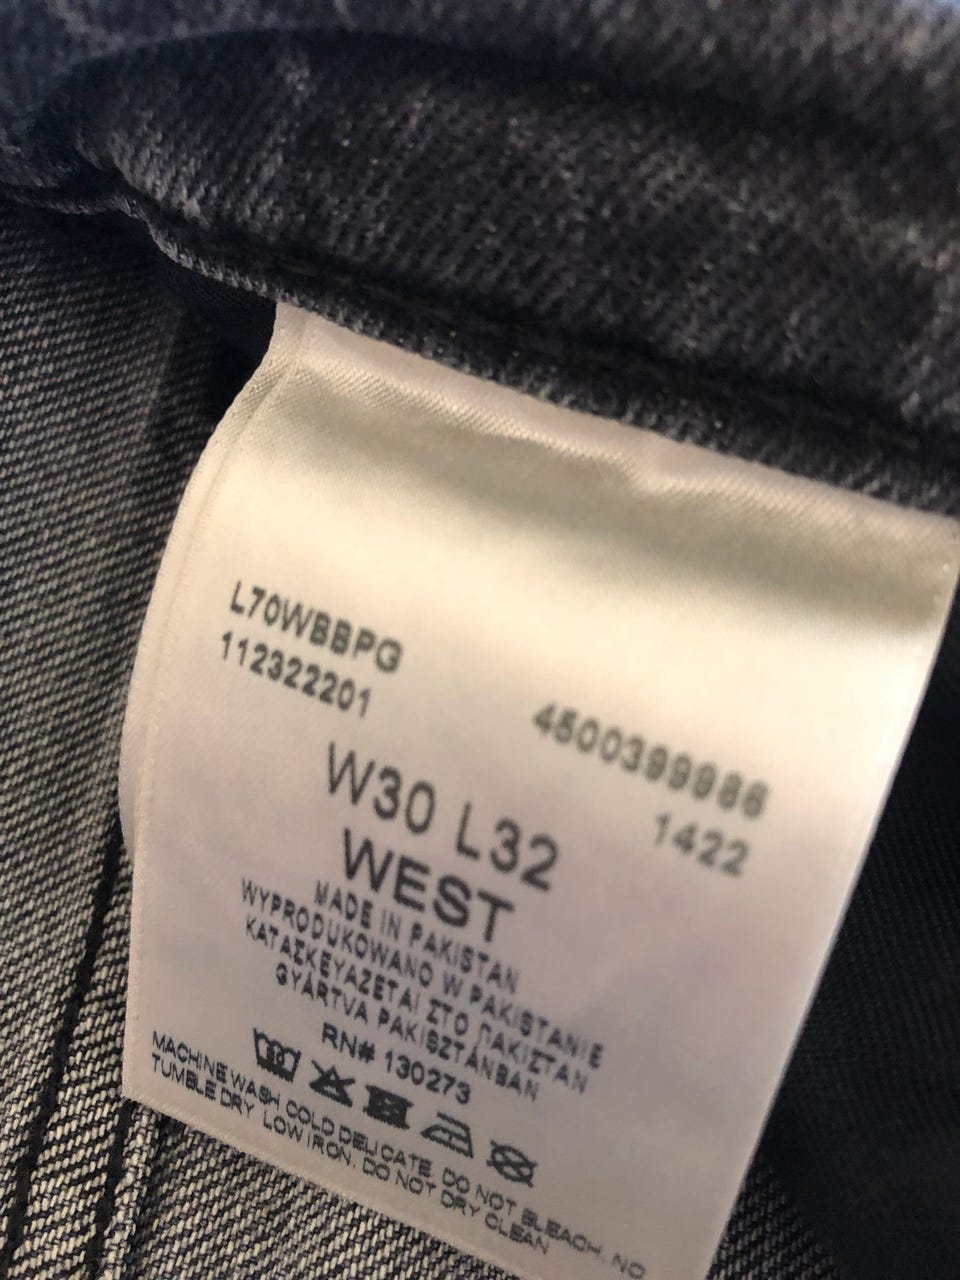 L70WBBPG
112322201
4500399986
1422
W30 L32
WEST
MADE IN PAKISTAN
WYPRODUKOWANO W PAKISTANIE
ΚΑΤΑΣΚΕΥΑΖΕΤΑΙ ΣΤΟ ΠΑΚΙΣΤΑΝ
GYÁRTVA PAKISZTÁNBAN
RN# 130273
MACHINE WASH COLD DELICATE. DO NOT BLEACH. NO
TUMBLE DRY. LOW IRON. DO NOT DRY CLEAN